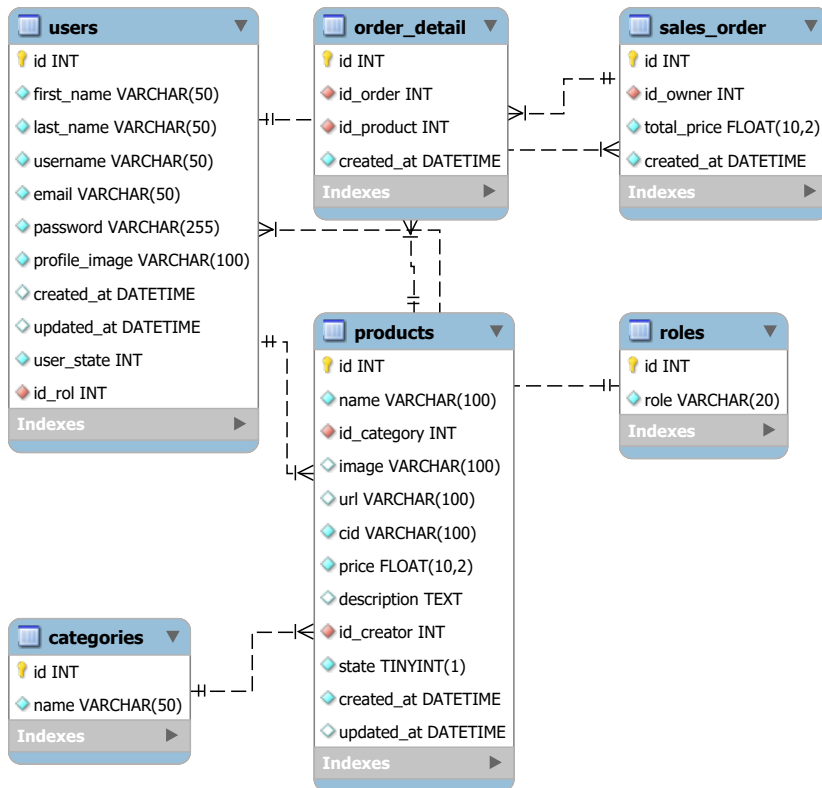 users
id INT
first_name VARCHAR(50)
last_name VARCHAR(50)
username VARCHAR(50)
email VARCHAR(50)
password VARCHAR(255)
profile_image VARCHAR(100)
created_at DATETIME
updated_at DATETIME
user_state INT
id_rol INT
Indexes
order_detail
id INT
id_order INT
id_product INT
created_at DATETIME
Indexes
sales_order
id INT
id_owner INT
total_price FLOAT(10,2)
created_at DATETIME
Indexes
products
id INT
name VARCHAR(100)
id_category INT
image VARCHAR(100)
url VARCHAR(100)
cid VARCHAR(100)
price FLOAT(10,2)
description TEXT
id_creator INT
state TINYINT(1)
created_at DATETIME
updated_at DATETIME
Indexes
roles
id INT
role VARCHAR(20)
Indexes
categories
id INT
name VARCHAR(50)
Indexes